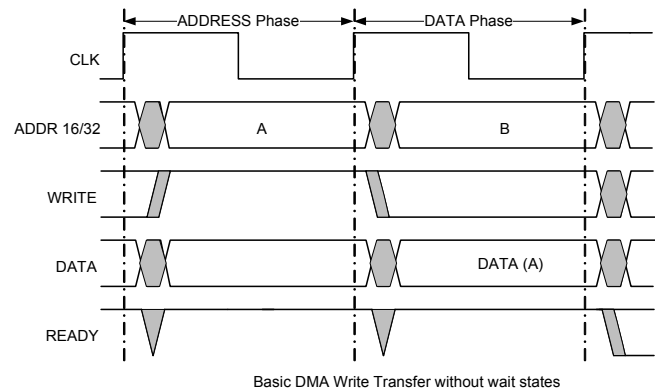 ADDRESS Phase DATA Phase
CLK
ADDR 16/32 A B
WRITE
DATA DATA (A)
READY
Basic DMA Write Transfer without wait states